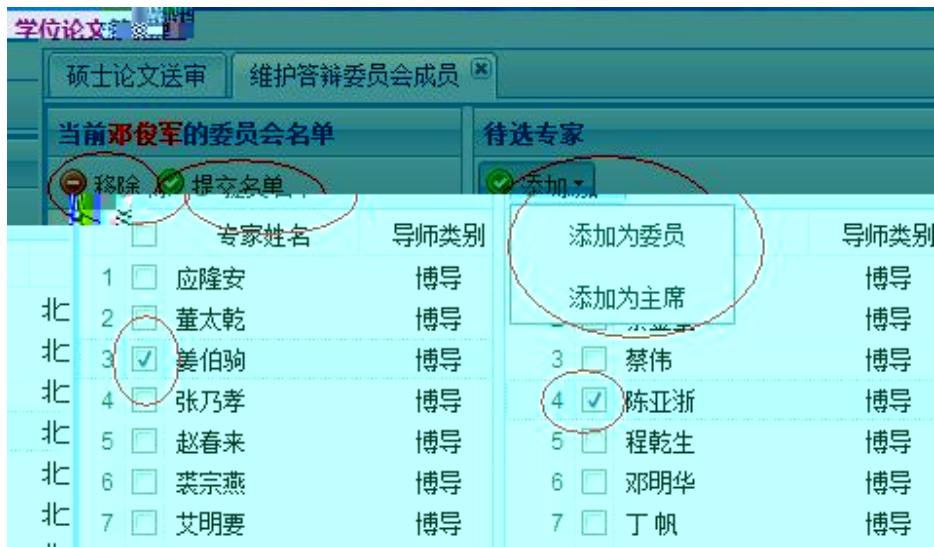 学位论文
硕士论文送审 维护答辩委员会成员
当前邓俊军的委员会名单 待选专家
移除 提交名单 添加
专家姓名 导师类别 添加为委员 导师类别
1 应隆安 博导 博导
添加为主席
北 2 董太乾 博导 博导
北 3 姜伯驹 博导 3 蔡伟 博导
北 4 张乃孝 博导 4 陈亚浙 博导
北 5 赵春来 博导 5 程乾生 博导
北 6 裘宗燕 博导 6 邓明华 博导
北 7 艾明要 博导 7 丁帆 博导